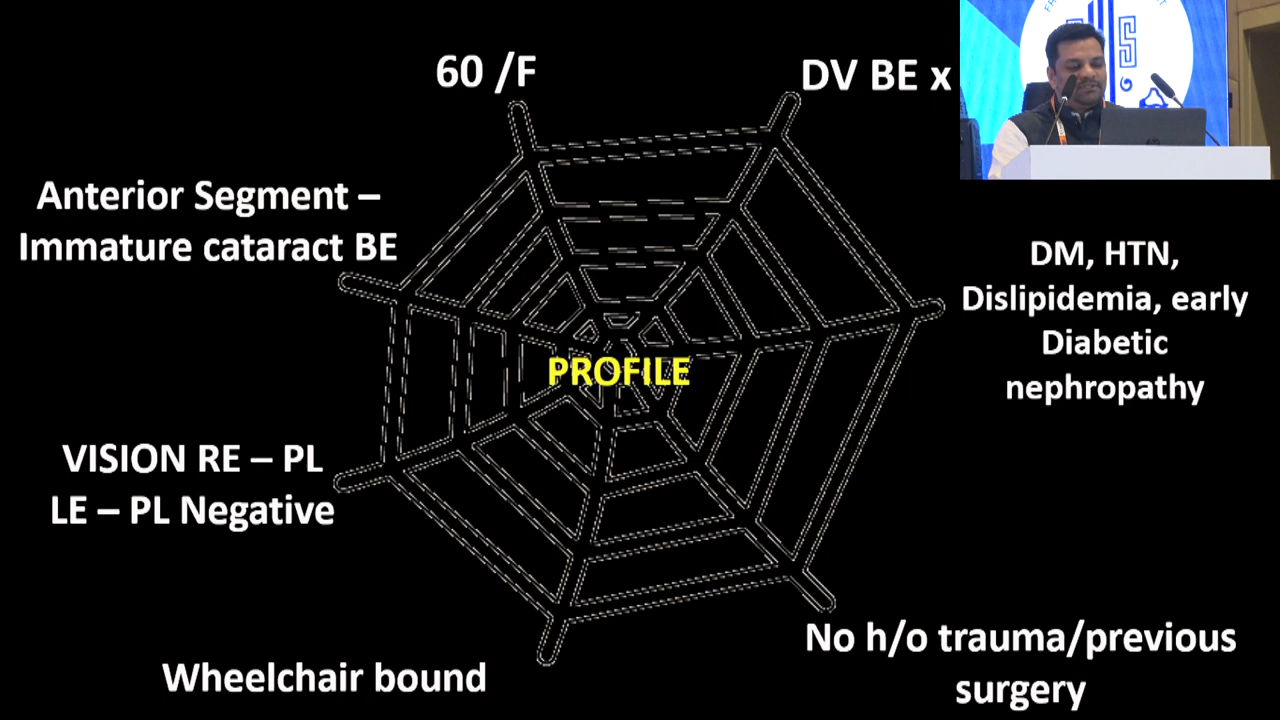 60 /F
DV BE x
Anterior Segment –
Immature cataract BE
DM, HTN,
Dislipidemia, early
Diabetic
nephropathy
PROFILE
VISION RE – PL
LE – PL Negative
No h/o trauma/previous
surgery
Wheelchair bound